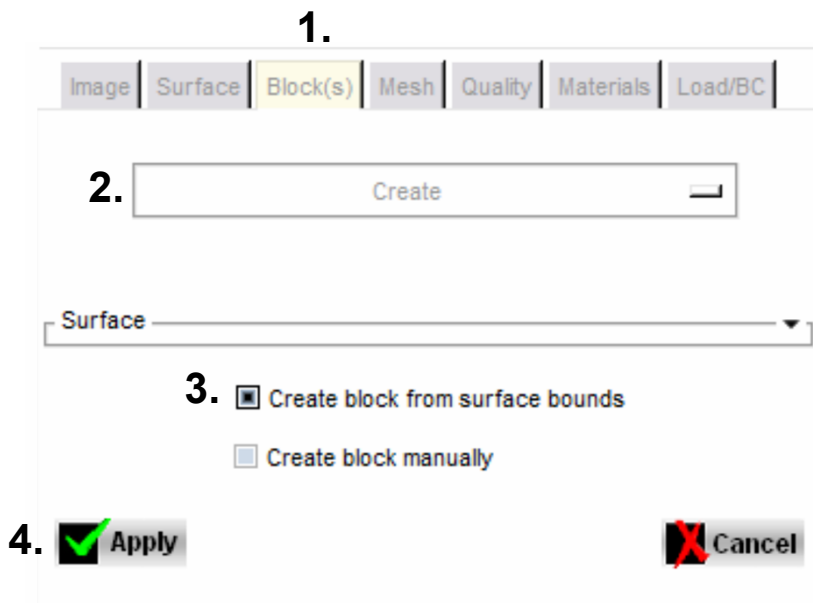 1.
Image Surface Block(s) Mesh Quality Materials Load/BC
2. Create
Surface
3. Create block from surface bounds
Create block manually
4. Apply Cancel